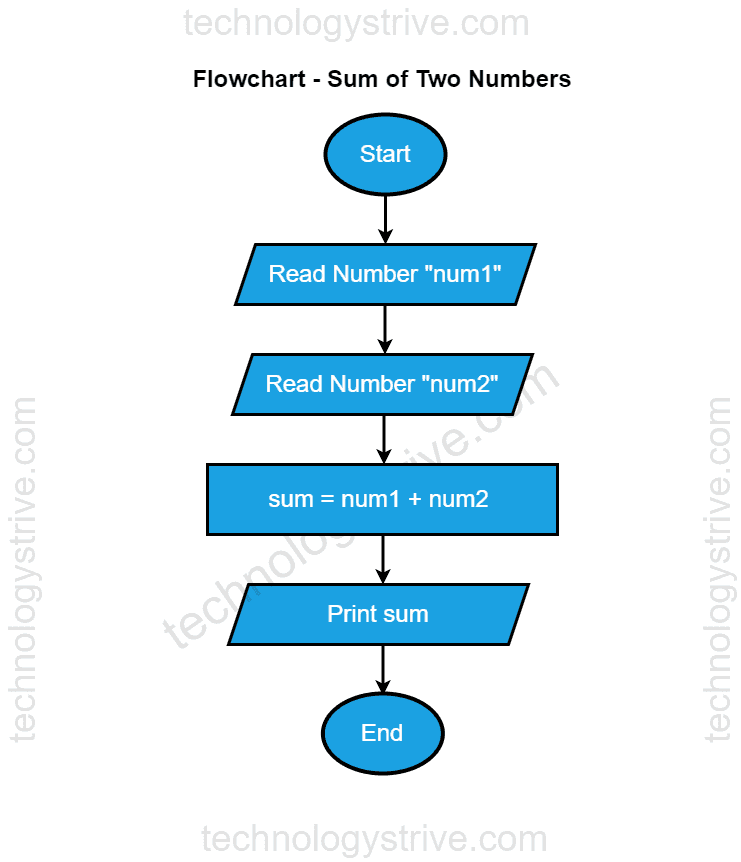 technologystrive.com
Flowchart - Sum of Two Numbers
Start
Read Number "num1"
Read Number "num2"
sum = num1 + num2
Print sum
End
technologystrive.com
technologystrive.com
technologystrive.com
technologystrive.com